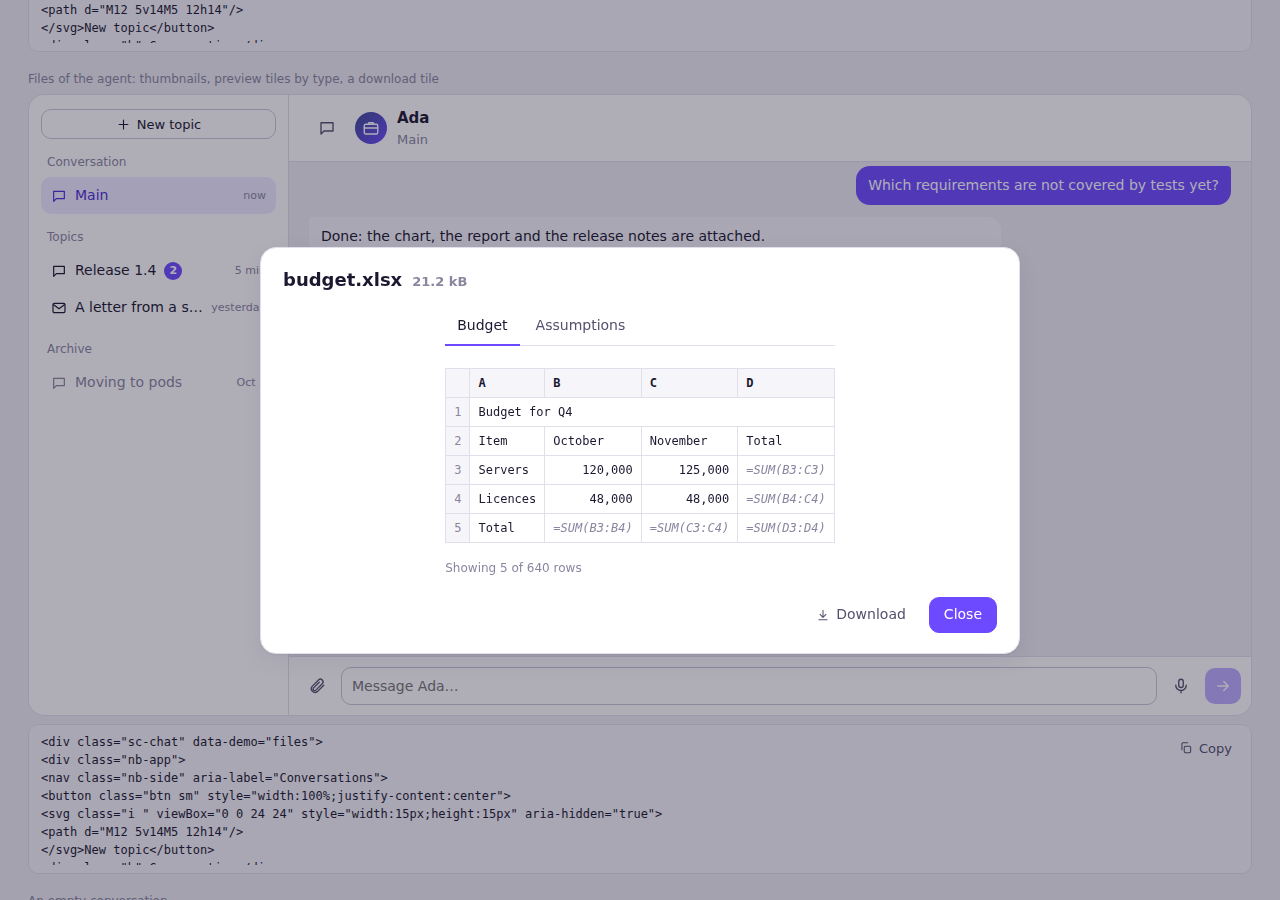 <path d="M12 5v14M5 12h14"/>
</svg>New topic</button>
Files of the agent: thumbnails, preview tiles by type, a download tile
New topic
Conversation
Main now
Topics
Release 1.4 2 5 mi
A letter from a s… yesterda
Archive
Moving to pods Oct
Ada
Main
Which requirements are not covered by tests yet?
Done: the chart, the report and the release notes are attached.
budget.xlsx 21.2 kB
Budget Assumptions
A B C D
1 Budget for Q4
2 Item October November Total
3 Servers 120,000 125,000 =SUM(B3:C3)
4 Licences 48,000 48,000 =SUM(B4:C4)
5 Total =SUM(B3:B4) =SUM(C3:C4) =SUM(D3:D4)
Showing 5 of 640 rows
Download Close
Message Ada…
<div class="sc-chat" data-demo="files">
<div class="nb-app">
<nav class="nb-side" aria-label="Conversations">
<button class="btn sm" style="width:100%;justify-content:center">
<svg class="i " viewBox="0 0 24 24" style="width:15px;height:15px" aria-hidden="true">
<path d="M12 5v14M5 12h14"/>
</svg>New topic</button>
Copy
An empty conversation